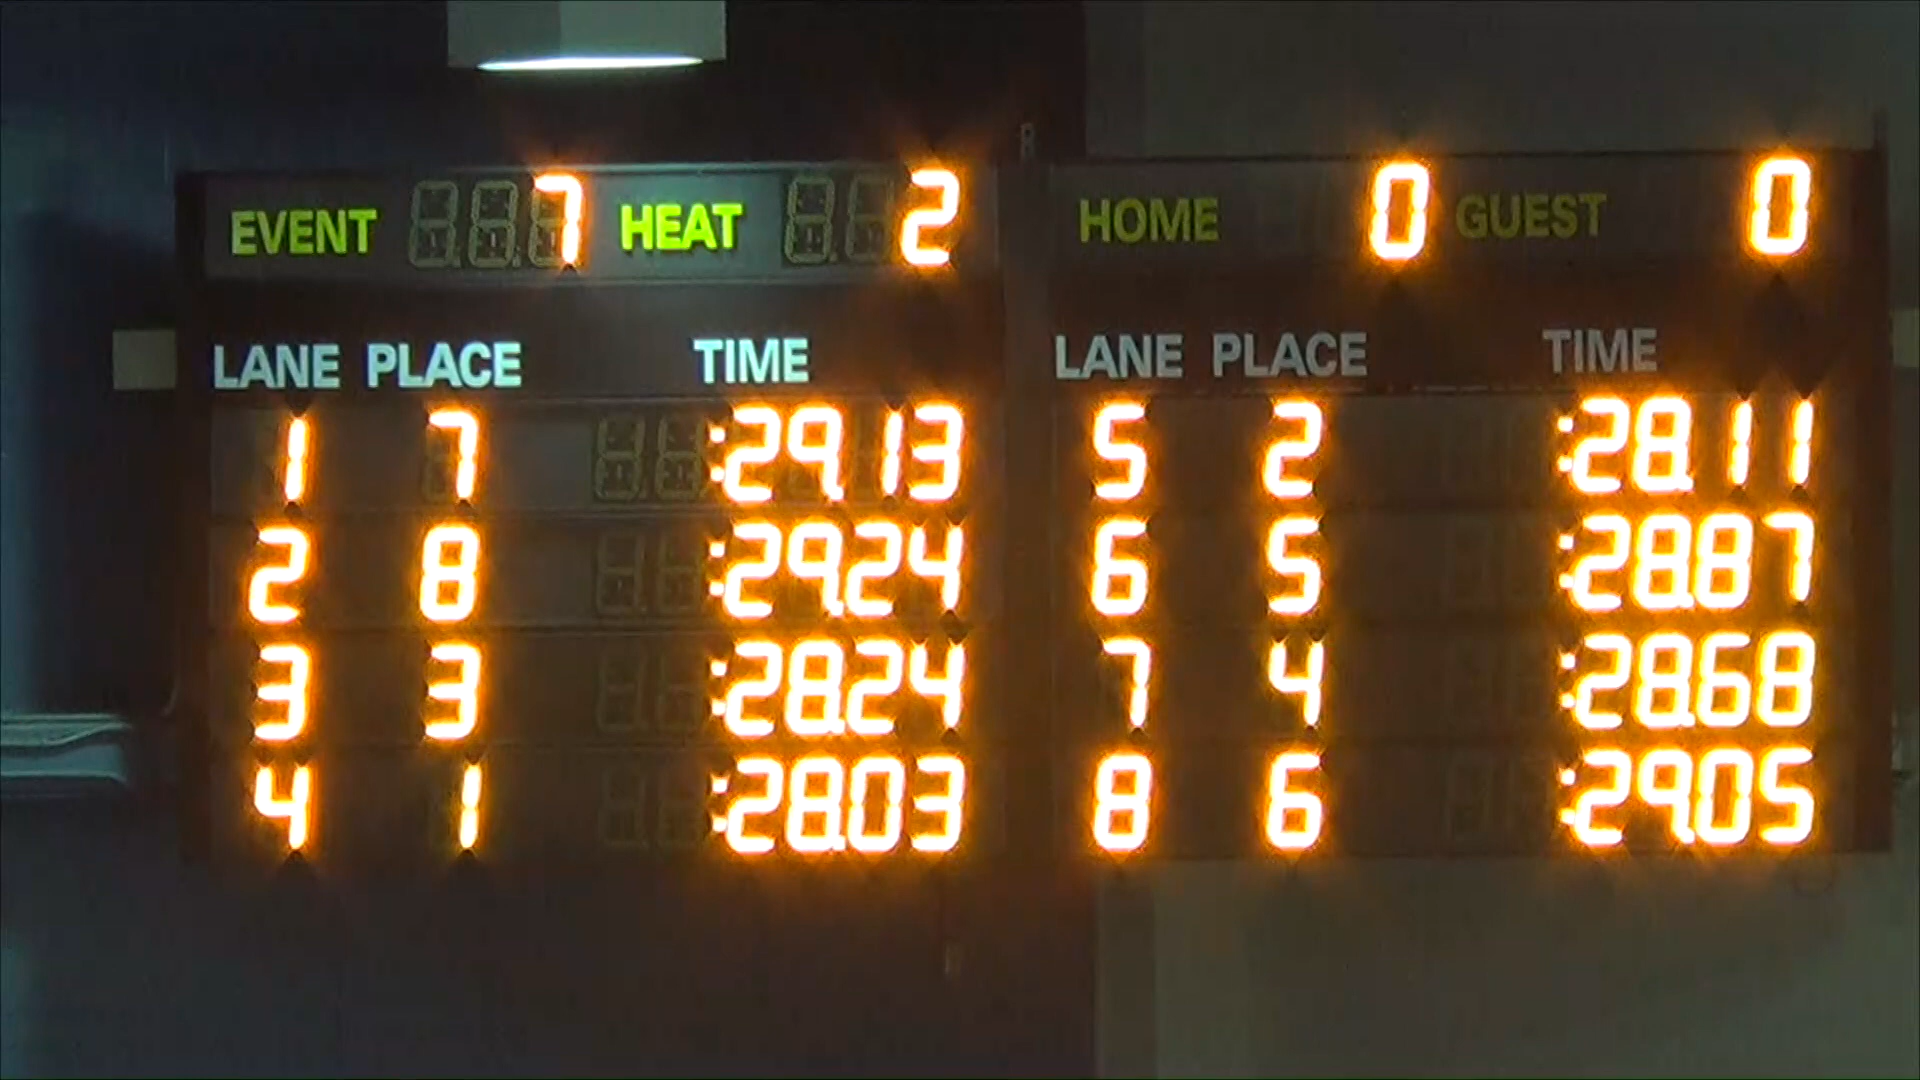 EVENT 7 HEAT 2
LANE PLACE TIME
1 7 :29.13
2 8 :29.24
3 3 :28.24
4 1 :28.03
HOME 0 GUEST 0
LANE PLACE TIME
5 2 :28.11
6 5 :28.87
7 4 :28.68
8 6 :29.05